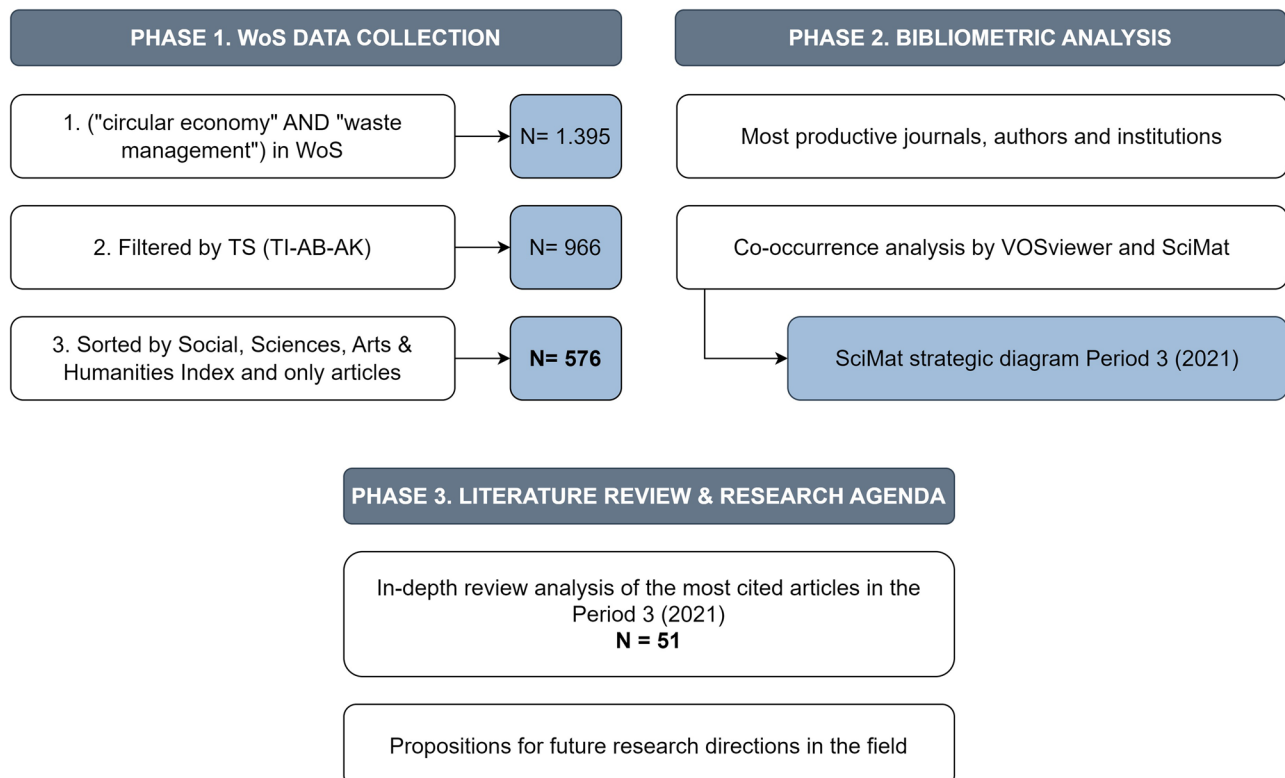 PHASE 1. WoS DATA COLLECTION
1. ("circular economy" AND "waste
management") in WoS
N= 1.395
2. Filtered by TS (TI-AB-AK)
N= 966
3. Sorted by Social, Sciences, Arts &
Humanities Index and only articles
N= 576
PHASE 2. BIBLIOMETRIC ANALYSIS
Most productive journals, authors and institutions
Co-occurrence analysis by VOSviewer and SciMat
SciMat strategic diagram Period 3 (2021)
PHASE 3. LITERATURE REVIEW & RESEARCH AGENDA
In-depth review analysis of the most cited articles in the
Period 3 (2021)
N = 51
Propositions for future research directions in the field